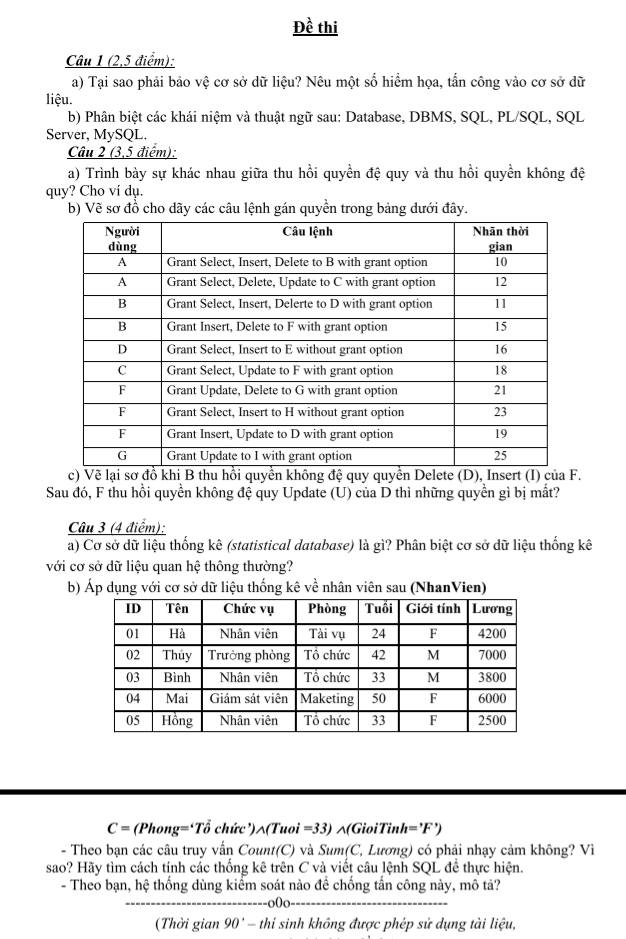 Đề thi
Câu 1 (2,5 điểm):
a) Tại sao phải bảo vệ cơ sở dữ liệu? Nêu một số hiểm họa, tấn công vào cơ sở dữ
liệu.
b) Phân biệt các khái niệm và thuật ngữ sau: Database, DBMS, SQL, PL/SQL, SQL
Server, MySQL.
Câu 2 (3,5 điểm):
a) Trình bày sự khác nhau giữa thu hồi quyền đệ quy và thu hồi quyền không đệ
quy? Cho ví dụ.
b) Vẽ sơ đồ cho dãy các câu lệnh gán quyền trong bảng dưới đây.
Người dùng Câu lệnh Nhãn thời gian
A Grant Select, Insert, Delete to B with grant option 10
A Grant Select, Delete, Update to C with grant option 12
B Grant Select, Insert, Delerte to D with grant option 11
B Grant Insert, Delete to F with grant option 15
D Grant Select, Insert to E without grant option 16
C Grant Select, Update to F with grant option 18
F Grant Update, Delete to G with grant option 21
F Grant Select, Insert to H without grant option 23
F Grant Insert, Update to D with grant option 19
G Grant Update to I with grant option 25
c) Vẽ lại sơ đồ khi B thu hồi quyền không đệ quy quyền Delete (D), Insert (I) của F.
Sau đó, F thu hồi quyền không đệ quy Update (U) của D thì những quyền gì bị mất?
Câu 3 (4 điểm):
a) Cơ sở dữ liệu thống kê (statistical database) là gì? Phân biệt cơ sở dữ liệu thống kê
với cơ sở dữ liệu quan hệ thông thường?
b) Áp dụng với cơ sở dữ liệu thống kê về nhân viên sau (NhanVien)
ID Tên Chức vụ Phòng Tuổi Giới tính Lương
01 Hà Nhân viên Tài vụ 24 F 4200
02 Thủy Trưởng phòng Tổ chức 42 M 7000
03 Bình Nhân viên Tổ chức 33 M 3800
04 Mai Giám sát viên Maketing 50 F 6000
05 Hồng Nhân viên Tổ chức 33 F 2500
C = (Phong=‘Tổ chức’)∧(Tuoi =33) ∧(GioiTinh=’F’)
- Theo bạn các câu truy vấn Count(C) và Sum(C, Lương) có phải nhạy cảm không? Vì
sao? Hãy tìm cách tính các thống kê trên C và viết câu lệnh SQL để thực hiện.
- Theo bạn, hệ thống dùng kiểm soát nào để chống tấn công này, mô tả?
-----------------------------o0o---------------------------------
(Thời gian 90’ – thí sinh không được phép sử dụng tài liệu,